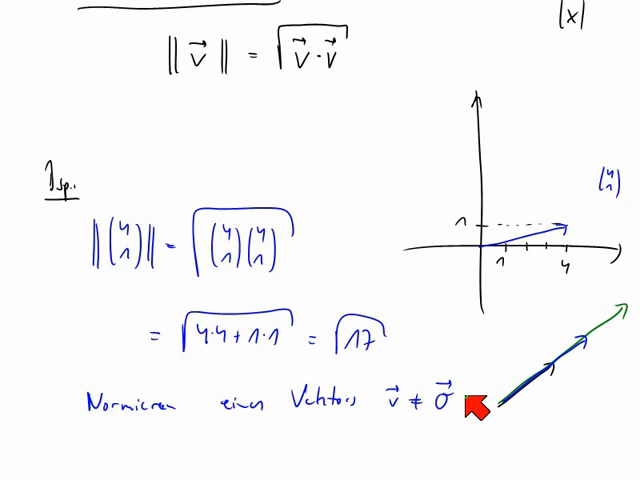 |x|
‖v⃗‖ = √(v⃗·v⃗)
Bsp.:
(4 1)
‖(4 1)‖ = √((4 1)(4 1))
1
1 4
= √(4·4+1·1) = √17
Normieren eines Vektors v⃗ ≠ 0⃗